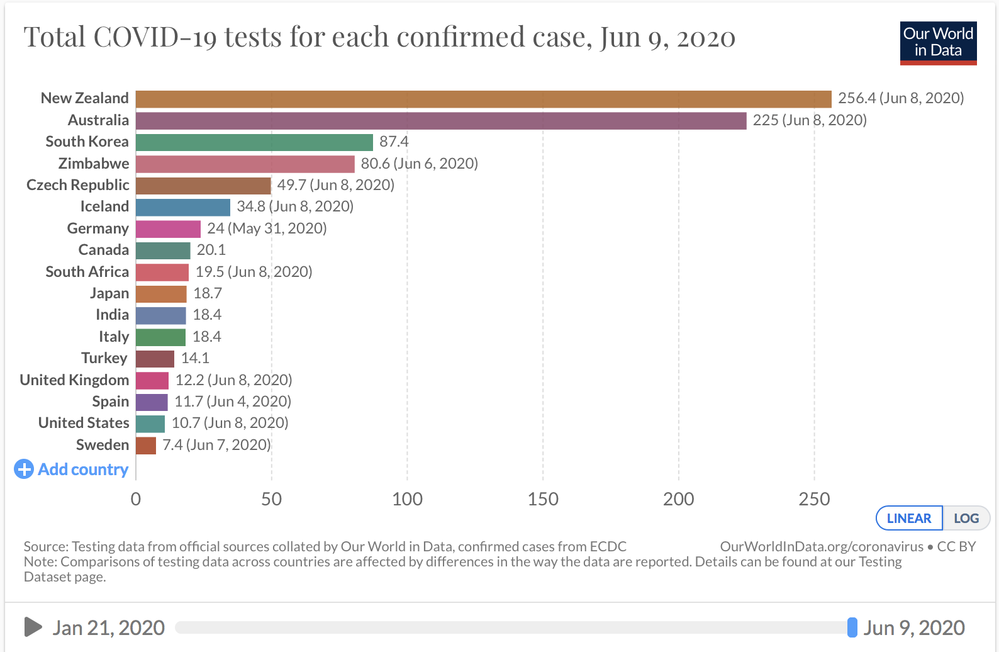 Total COVID-19 tests for each confirmed case, Jun 9, 2020
Our World
in Data
New Zealand 256.4 (Jun 8, 2020)
Australia 225 (Jun 8, 2020)
South Korea 87.4
Zimbabwe 80.6 (Jun 6, 2020)
Czech Republic 49.7 (Jun 8, 2020)
Iceland 34.8 (Jun 8, 2020)
Germany 24 (May 31, 2020)
Canada 20.1
South Africa 19.5 (Jun 8, 2020)
Japan 18.7
India 18.4
Italy 18.4
Turkey 14.1
United Kingdom 12.2 (Jun 8, 2020)
Spain 11.7 (Jun 4, 2020)
United States 10.7 (Jun 8, 2020)
Sweden 7.4 (Jun 7, 2020)
Add country
0 50 100 150 200 250
LINEAR LOG
Source: Testing data from official sources collated by Our World in Data, confirmed cases from ECDC OurWorldInData.org/coronavirus • CC BY
Note: Comparisons of testing data across countries are affected by differences in the way the data are reported. Details can be found at our Testing
Dataset page.
Jan 21, 2020 Jun 9, 2020